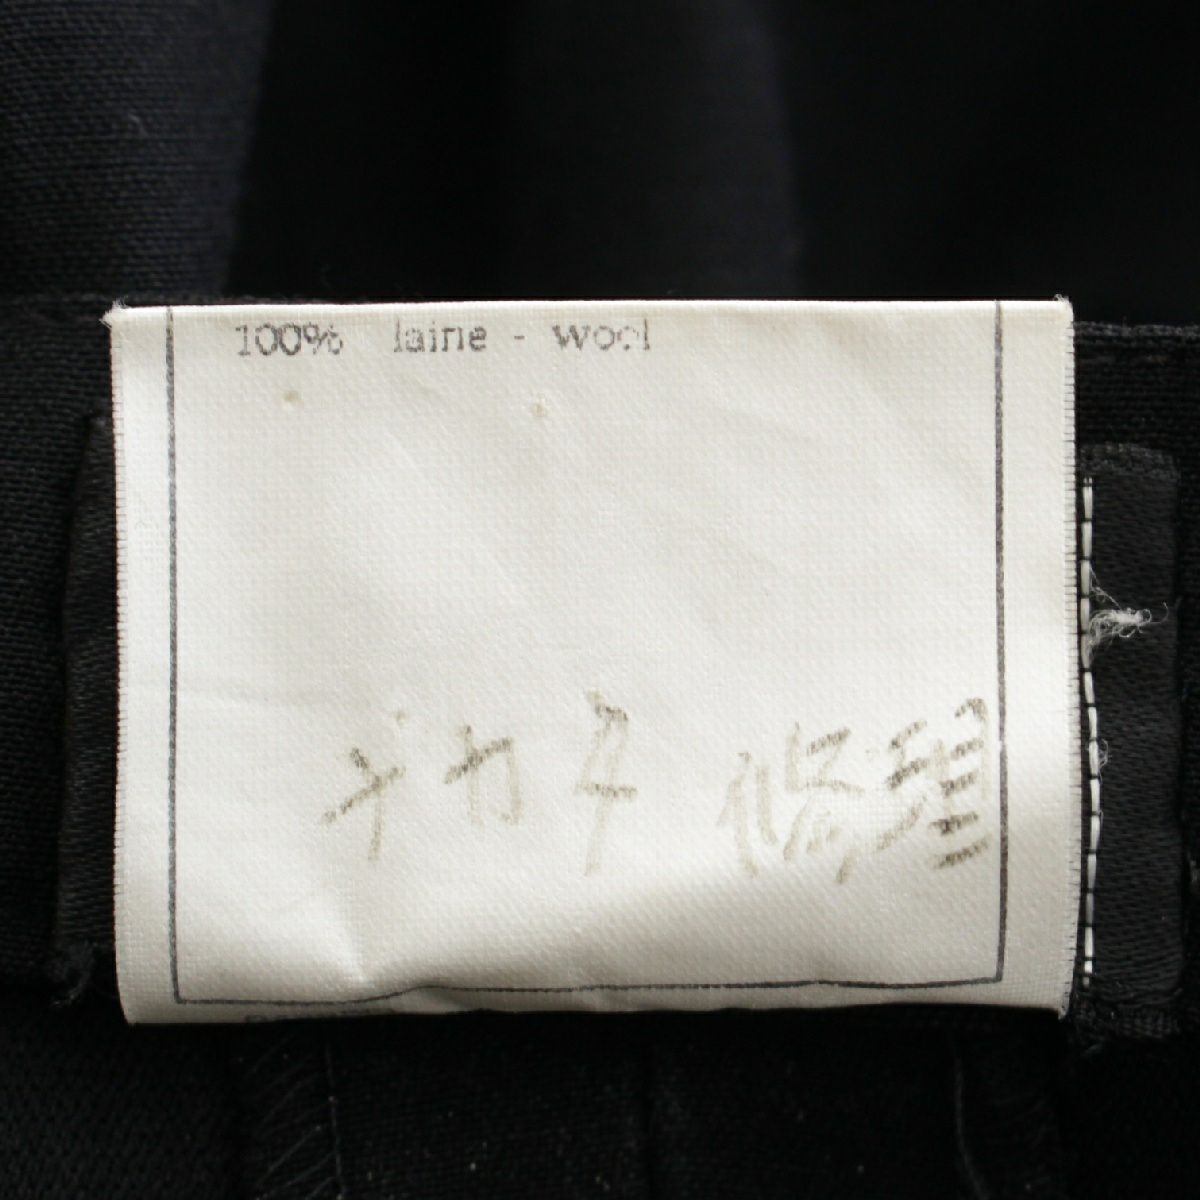 100% laine - wool
修理